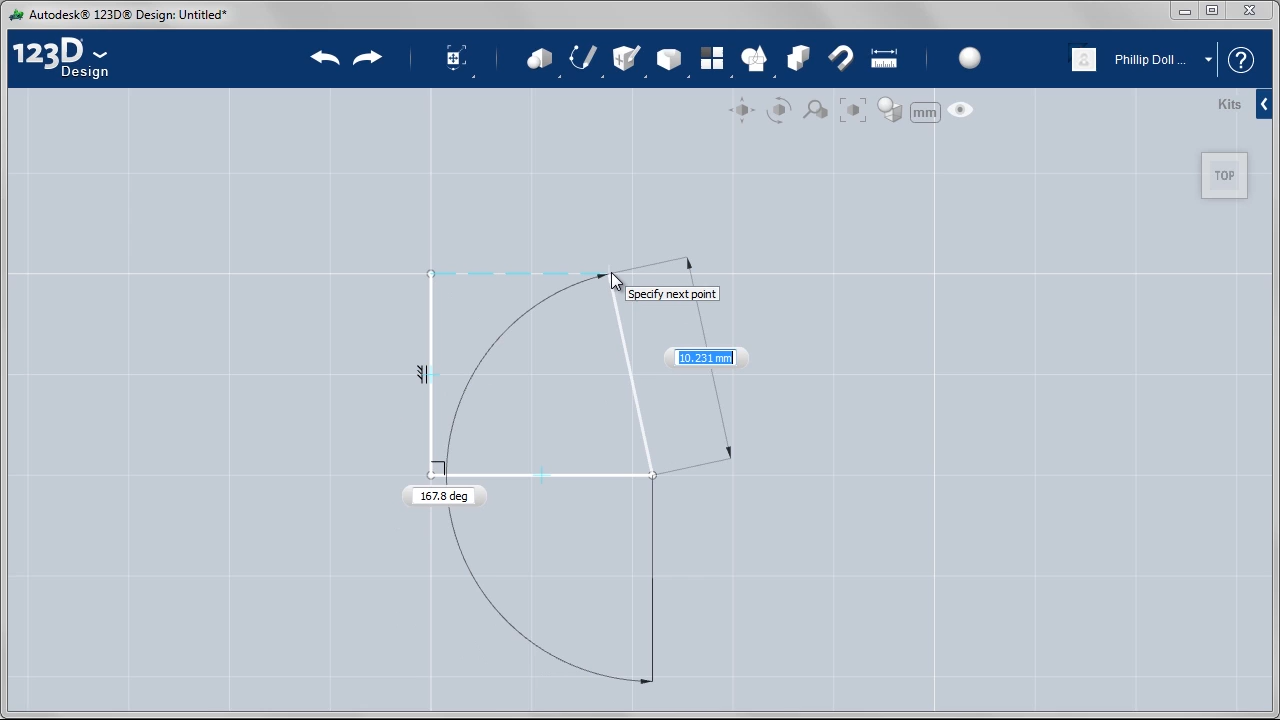 Autodesk® 123D® Design: Untitled*
123D
Design
Phillip Doll ...
?
mm
Kits
TOP
Specify next point
10.231 mm
167.8 deg